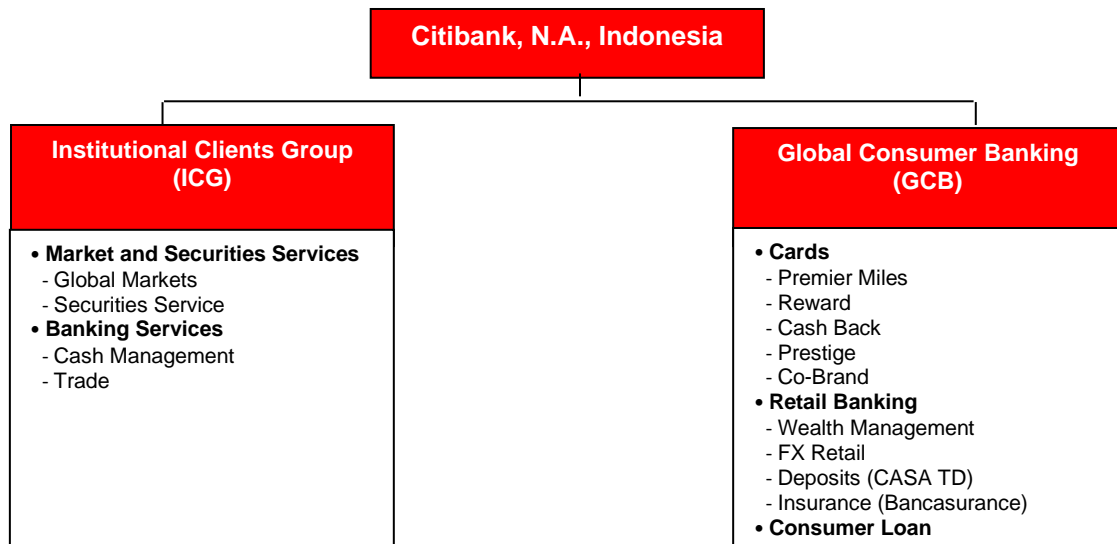 Citibank, N.A., Indonesia
Institutional Clients Group
(ICG)
• Market and Securities Services
- Global Markets
- Securities Service
• Banking Services
- Cash Management
- Trade
Global Consumer Banking
(GCB)
• Cards
- Premier Miles
- Reward
- Cash Back
- Prestige
- Co-Brand
• Retail Banking
- Wealth Management
- FX Retail
- Deposits (CASA TD)
- Insurance (Bancasurance)
• Consumer Loan